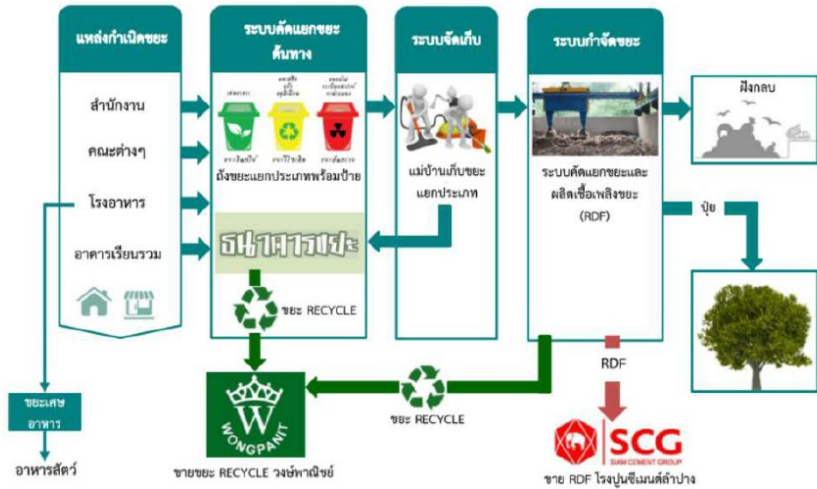 แหล่งกำเนิดขยะ
สำนักงาน
คณะต่างๆ
โรงอาหาร
อาคารเรียนรวม
ขยะเศษ
อาหาร
อาหารสัตว์
ระบบคัดแยกขยะ
ต้นทาง
ถังขยะแยกประเภทพร้อมป้าย
ธนาคารขยะ
ขยะ RECYCLE
W
WONGPANIT
ขายขยะ RECYCLE วงษ์พาณิชย์
ระบบจัดเก็บ
แม่บ้านเก็บขยะ
แยกประเภท
ขยะ RECYCLE
ระบบกำจัดขยะ
ระบบคัดแยกขยะและ
ผลิตเชื้อเพลิงขยะ
(RDF)
RDF
SCG
SIAM CEMENT GROUP
ขาย RDF โรงปูนซีเมนต์ลำปาง
ฝังกลบ
ปุ๋ย